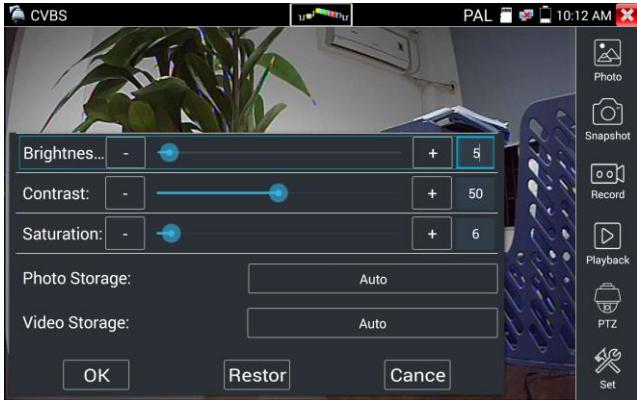 CVBS PAL 10:12 AM
Photo
Snapshot
Brightnes... - + 5
Record
Contrast: - + 50
Saturation: - + 6
Playback
Photo Storage: Auto
Video Storage: Auto
PTZ
OK Restor Cance
Set